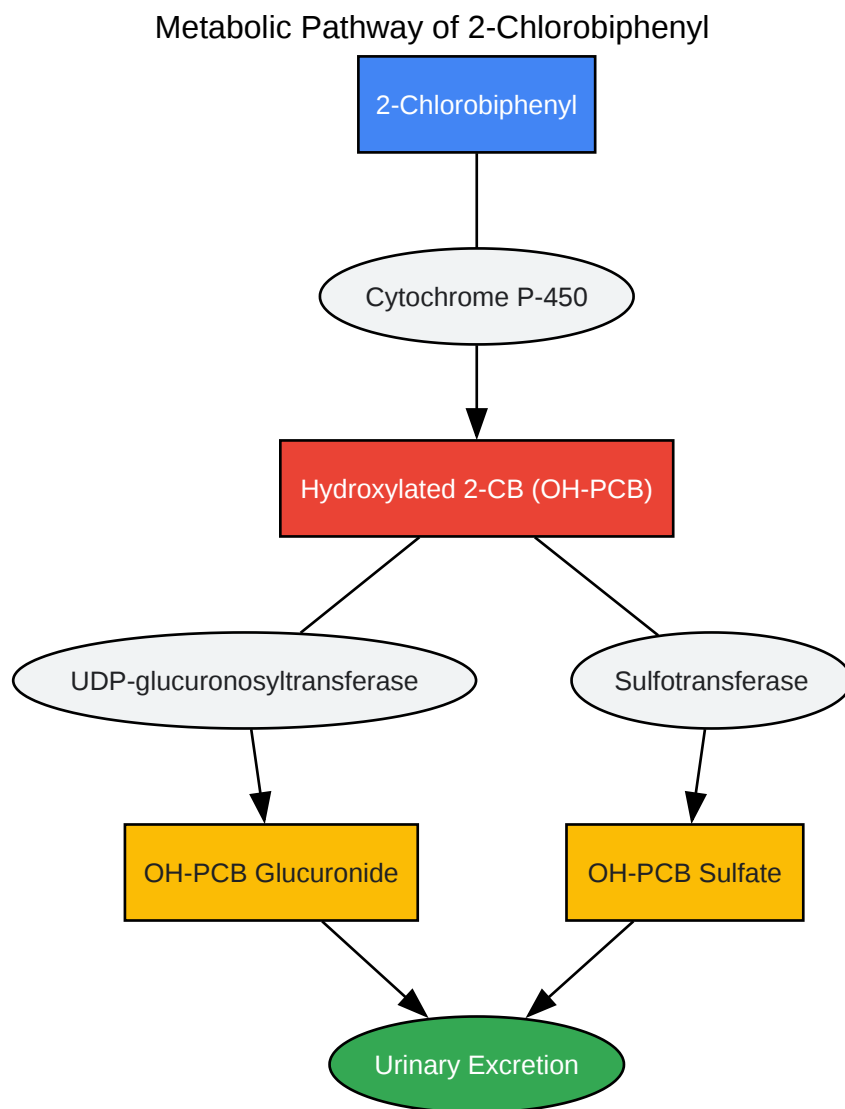 Metabolic Pathway of 2-Chlorobiphenyl
2-Chlorobiphenyl
Cytochrome P-450
Hydroxylated 2-CB (OH-PCB)
UDP-glucuronosyltransferase
Sulfotransferase
OH-PCB Glucuronide
OH-PCB Sulfate
Urinary Excretion